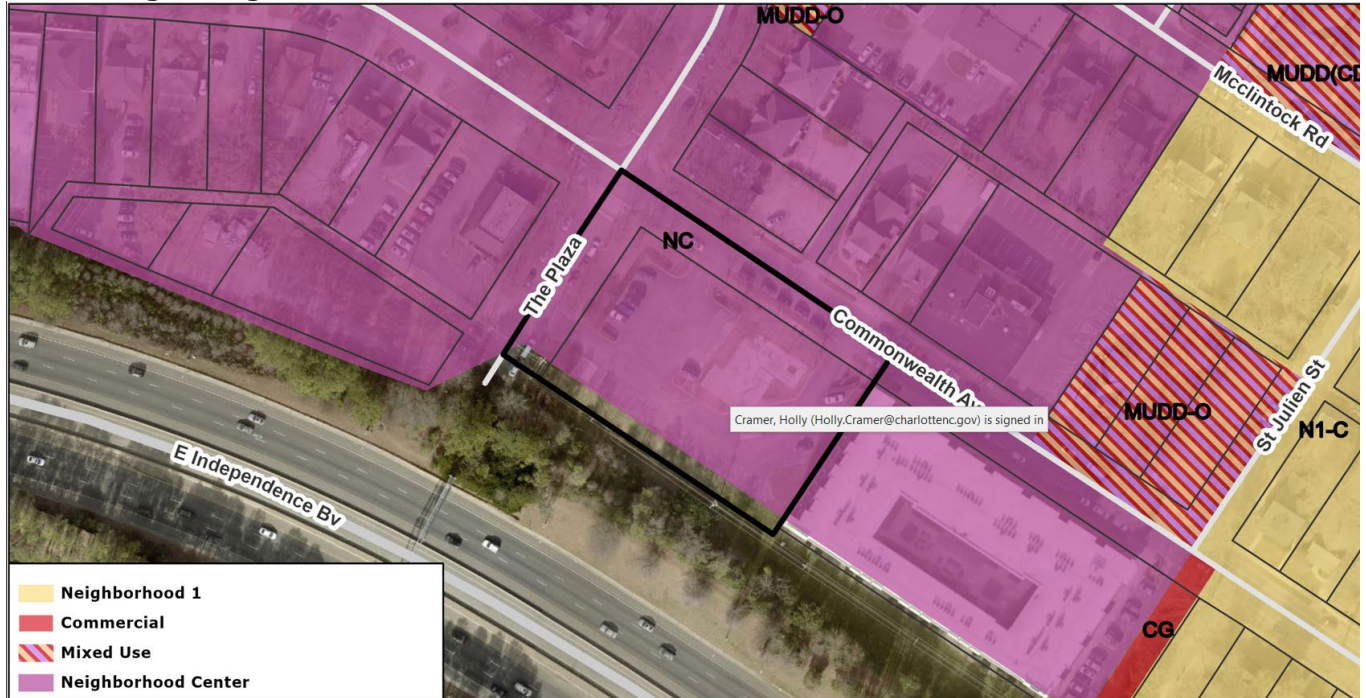 MUDD-O
MUDD(CD
Mcclintock Rd
NC
The Plaza
Commonwealth Av
Cramer, Holly (Holly.Cramer@charlottenc.gov) is signed in
MUDD-O
St Julien St
N1-C
E Independence Bv
CG
Neighborhood 1
Commercial
Mixed Use
Neighborhood Center